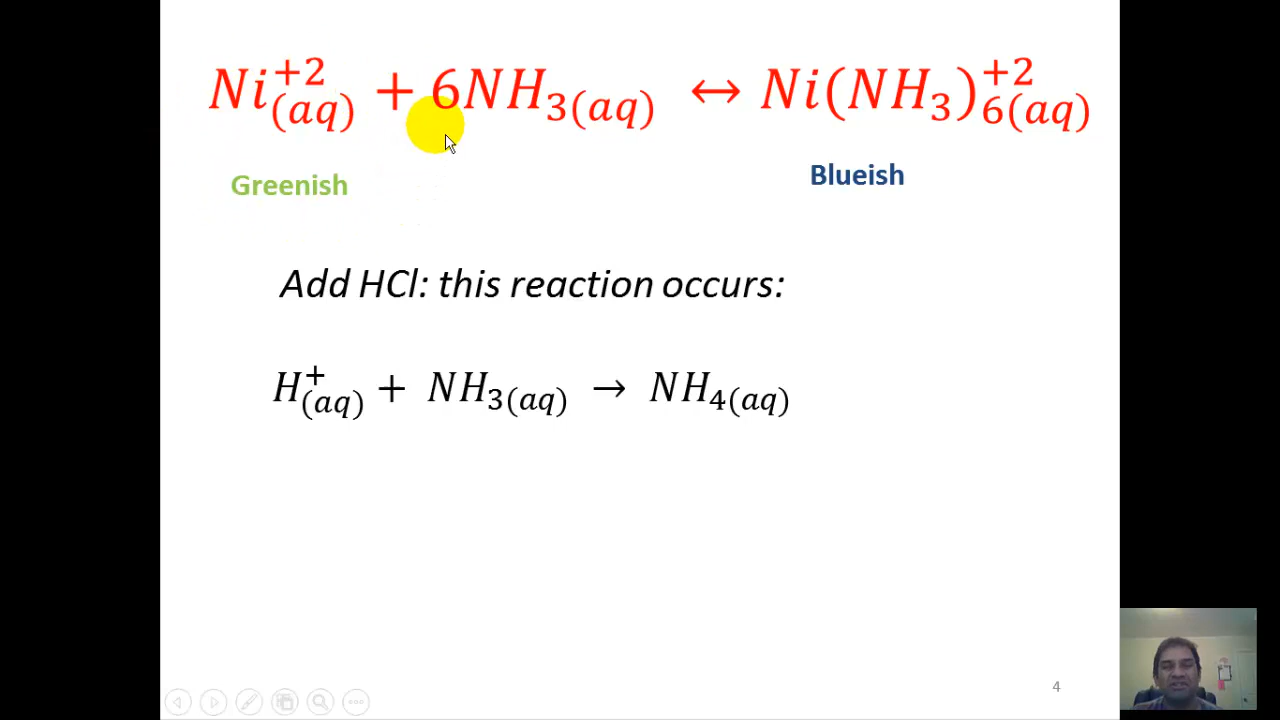 Ni⁺²(aq) + 6NH₃(aq) ↔ Ni(NH₃)₆⁺²(aq)
Greenish Blueish
Add HCl: this reaction occurs:
H⁺(aq) + NH₃(aq) → NH₄(aq)
4